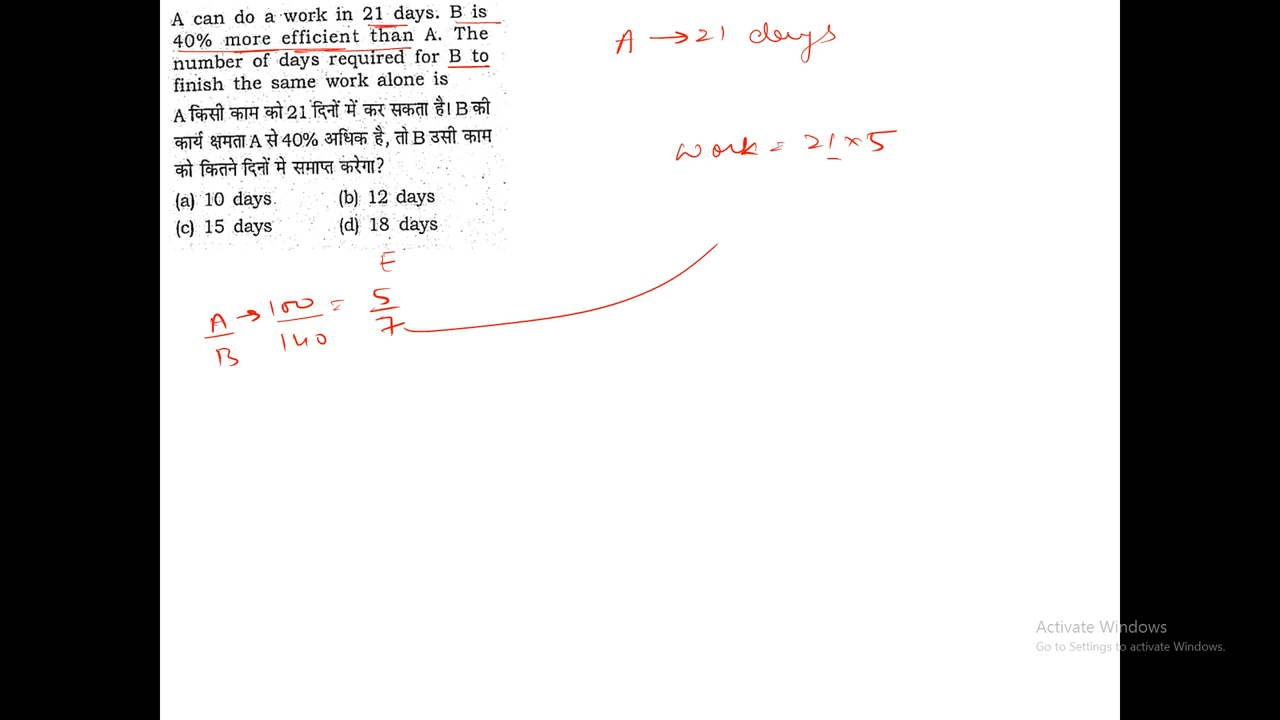 A can do a work in 21 days. B is
40% more efficient than A. The
number of days required for B to
finish the same work alone is
A किसी काम को 21 दिनों में कर सकता है। B की
कार्य क्षमता A से 40% अधिक है, तो B उसी काम
को कितने दिनों मे समाप्त करेगा?
(a) 10 days. (b) 12 days
(c) 15 days (d) 18 days
A → 21 days
work = 21 × 5
E
A/B → 100/140 = 5/7
Activate Windows
Go to Settings to activate Windows.